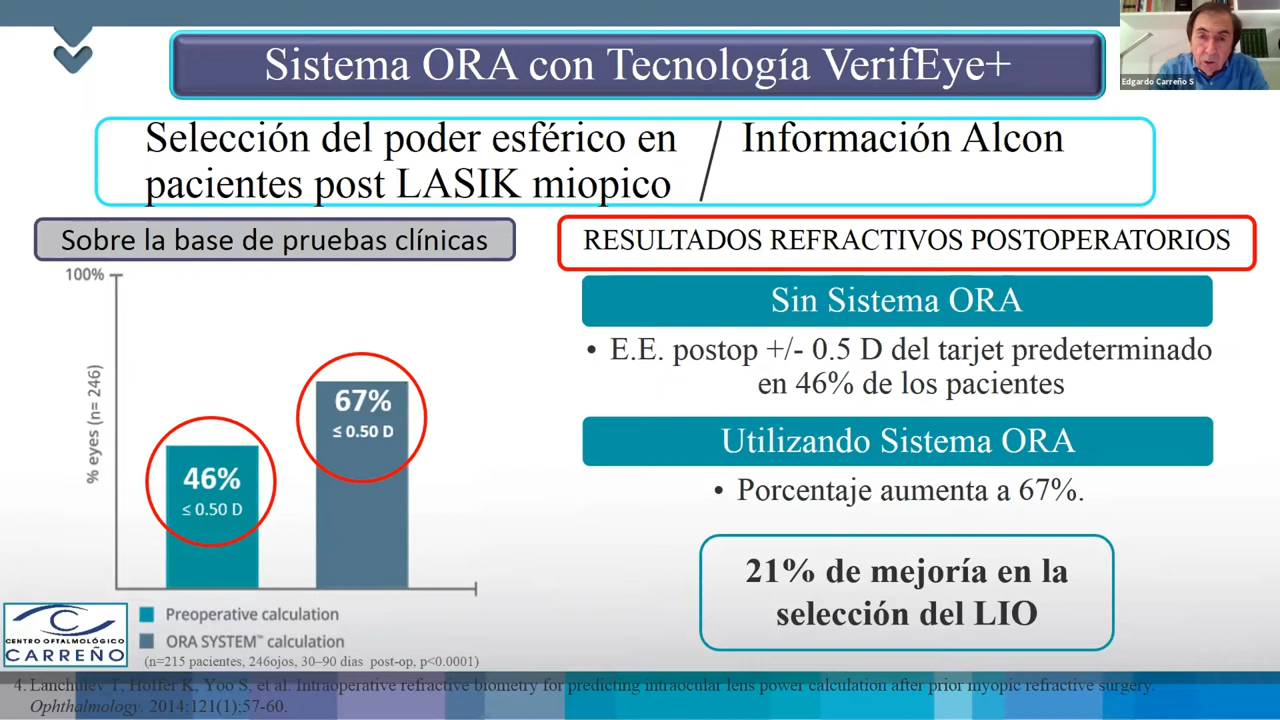 Sistema ORA con Tecnología VerifEye+
Edgardo Carreño S
Selección del poder esférico en
pacientes post LASIK miopico
/ Información Alcon
Sobre la base de pruebas clínicas
100%
% eyes (n= 246)
46%
≤ 0.50 D
67%
≤ 0.50 D
Preoperative calculation
ORA SYSTEM™ calculation
(n=215 pacientes, 246ojos, 30–90 dias post-op, p<0.0001)
RESULTADOS REFRACTIVOS POSTOPERATORIOS
Sin Sistema ORA
• E.E. postop +/- 0.5 D del tarjet predeterminado
en 46% de los pacientes
Utilizando Sistema ORA
• Porcentaje aumenta a 67%.
21% de mejoría en la
selección del LIO
CENTRO OFTALMOLÓGICO
CARREÑO
4. Lanchulev T, Hoffer K, Yoo S, et al. Intraoperative refractive biometry for predicting intraocular lens power calculation after prior myopic refractive surgery.
Ophthalmology. 2014;121(1);57-60.